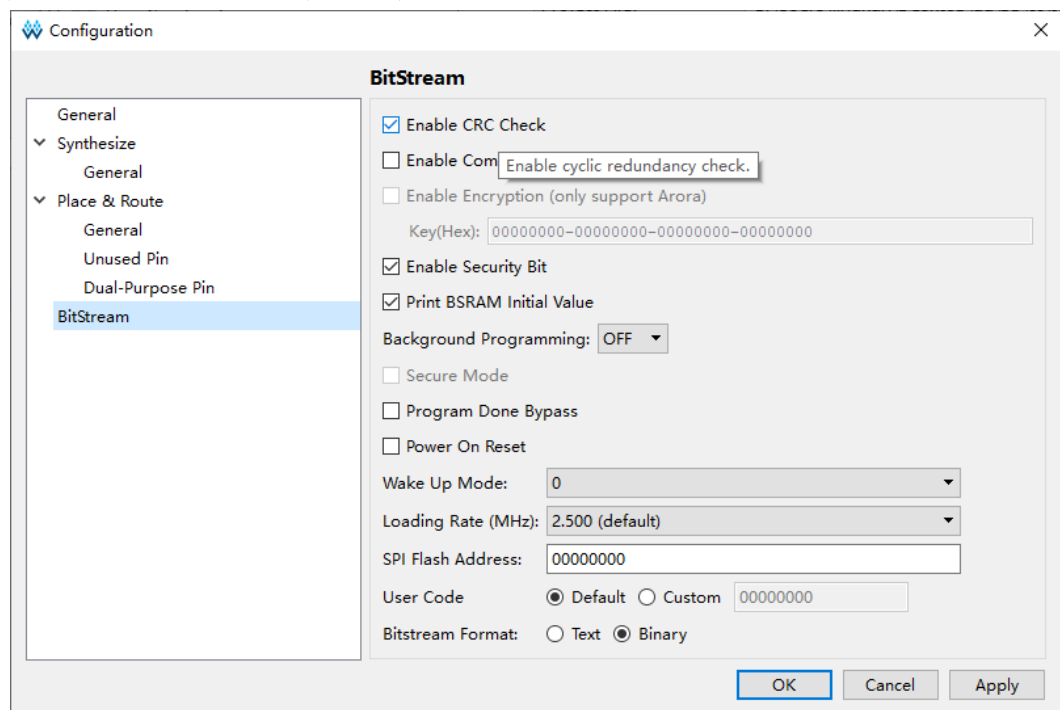 Configuration
BitStream
General
Synthesize
General
Place & Route
General
Unused Pin
Dual-Purpose Pin
BitStream
Enable CRC Check
Enable Com
Enable cyclic redundancy check.
Enable Encryption (only support Arora)
Key(Hex): 00000000-00000000-00000000-00000000
Enable Security Bit
Print BSRAM Initial Value
Background Programming: OFF
Secure Mode
Program Done Bypass
Power On Reset
Wake Up Mode: 0
Loading Rate (MHz): 2.500 (default)
SPI Flash Address: 00000000
User Code Default Custom 00000000
Bitstream Format: Text Binary
OK Cancel Apply